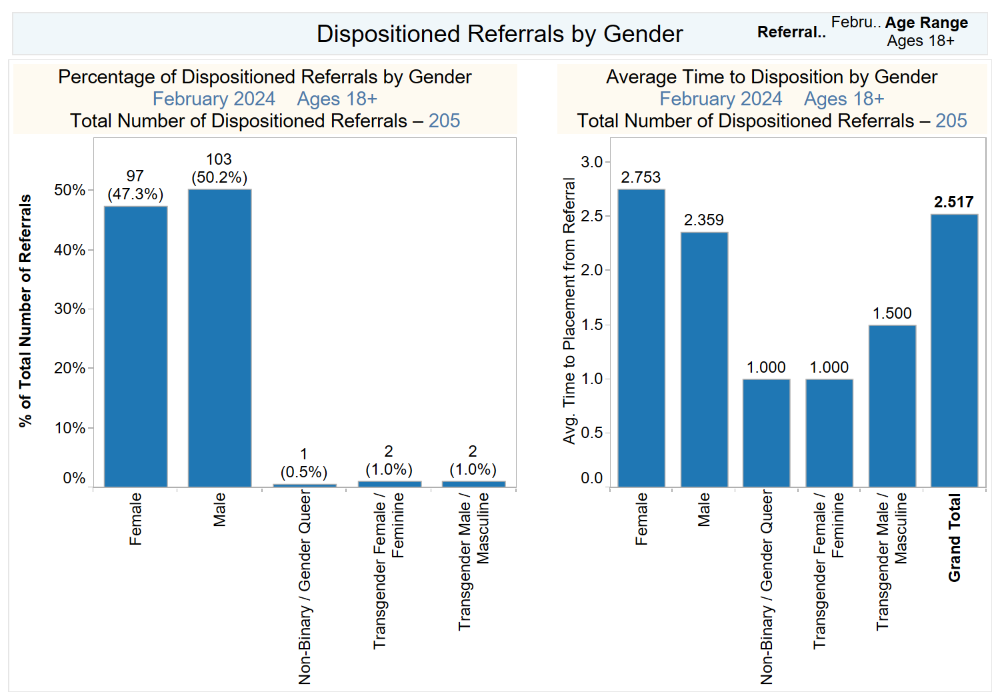 Dispositioned Referrals by Gender
Referral..
Febru..
Age Range
Ages 18+
Percentage of Dispositioned Referrals by Gender
February 2024 Ages 18+
Total Number of Dispositioned Referrals – 205
% of Total Number of Referrals
50%
40%
30%
20%
10%
0%
97
(47.3%)
103
(50.2%)
1
(0.5%)
2
(1.0%)
2
(1.0%)
Female
Male
Non-Binary / Gender Queer
Transgender Female /
Feminine
Transgender Male /
Masculine
Average Time to Disposition by Gender
February 2024 Ages 18+
Total Number of Dispositioned Referrals – 205
Avg. Time to Placement from Referral
3.0
2.5
2.0
1.5
1.0
0.5
0.0
2.753
2.359
1.000
1.000
1.500
2.517
Female
Male
Non-Binary / Gender Queer
Transgender Female /
Feminine
Transgender Male /
Masculine
Grand Total